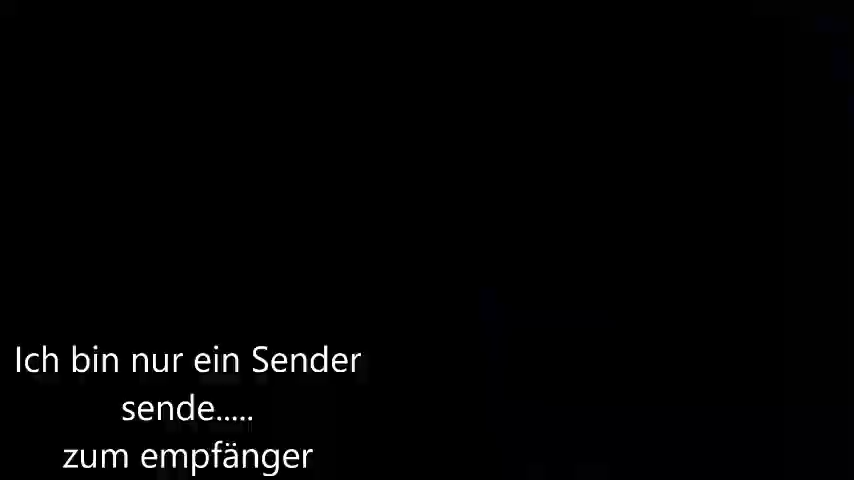 Ich bin nur ein Sender
sende.....
zum empfänger